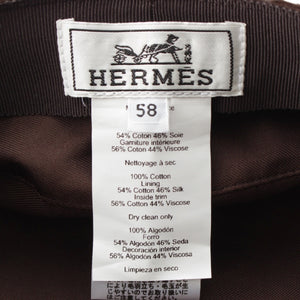 HERMÈS
58
54% Coton 46% Soie
Garniture intérieure
56% Coton 44% Viscose
Nettoyage à sec
100% Cotton
Lining
54% Cotton 46% Silk
Inside trim
56% Cotton 44% Viscose
Dry clean only
100% Algodón
Forro
54% Algodón 46% Seda
Decoración interior
56% Algodón 44% Viscosa
Limpieza en seco